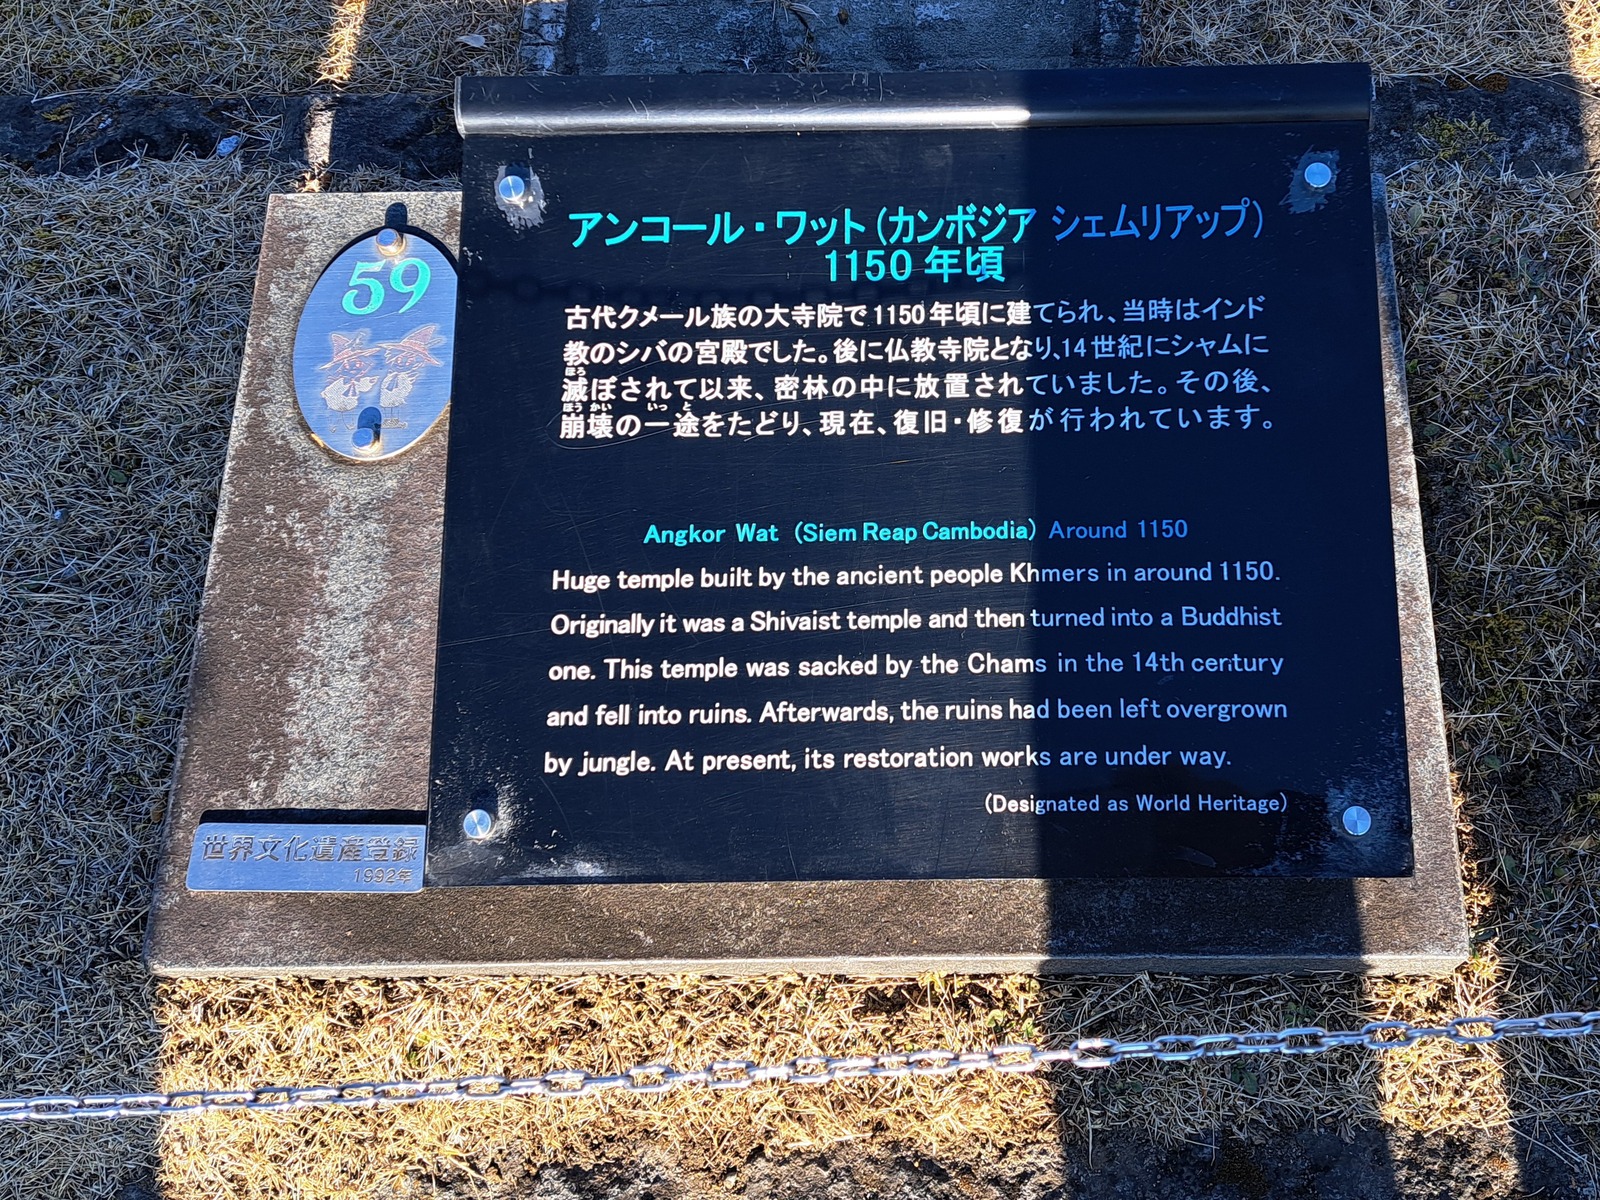 59
アンコール・ワット(カンボジア シェムリアップ)
1150年頃
古代クメール族の大寺院で1150年頃に建てられ、当時はインド
教のシバの宮殿でした。後に仏教寺院となり、14世紀にシャムに
ほろ
滅ぼされて以来、密林の中に放置されていました。その後、
ほうかい いっと
崩壊の一途をたどり、現在、復旧・修復が行われています。
Angkor Wat (Siem Reap Cambodia) Around 1150
Huge temple built by the ancient people Khmers in around 1150.
Originally it was a Shivaist temple and then turned into a Buddhist
one. This temple was sacked by the Chams in the 14th century
and fell into ruins. Afterwards, the ruins had been left overgrown
by jungle. At present, its restoration works are under way.
(Designated as World Heritage)
世界文化遺産登録
1992年